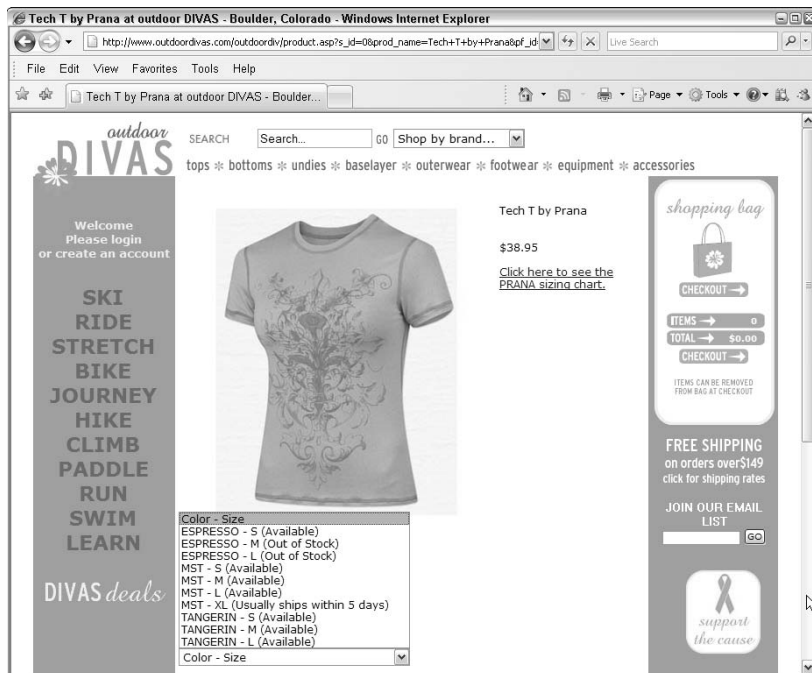 Tech T by Prana at outdoor DIVAS - Boulder, Colorado - Windows Internet Explorer
http://www.outdoordivas.com/outdoordiv/product.asp?s_id=0&prod_name=Tech+T+by+Prana&pf_id
Live Search
File Edit View Favorites Tools Help
Tech T by Prana at outdoor DIVAS - Boulder...
Page Tools
outdoor
DIVAS
SEARCH Search... GO Shop by brand...
tops * bottoms * undies * baselayer * outerwear * footwear * equipment * accessories
Welcome
Please login
or create an account
SKI
RIDE
STRETCH
BIKE
JOURNEY
HIKE
CLIMB
PADDLE
RUN
SWIM
LEARN
DIVAS deals
Tech T by Prana
$38.95
Click here to see the
PRANA sizing chart.
Color - Size
ESPRESSO - S (Available)
ESPRESSO - M (Out of Stock)
ESPRESSO - L (Out of Stock)
MST - S (Available)
MST - M (Available)
MST - L (Available)
MST - XL (Usually ships within 5 days)
TANGERIN - S (Available)
TANGERIN - M (Available)
TANGERIN - L (Available)
Color - Size
shopping bag
CHECKOUT →
ITEMS → 0
TOTAL → $0.00
CHECKOUT →
ITEMS CAN BE REMOVED
FROM BAG AT CHECKOUT
FREE SHIPPING
on orders over$149
click for shipping rates
JOIN OUR EMAIL
LIST
GO
support
the cause